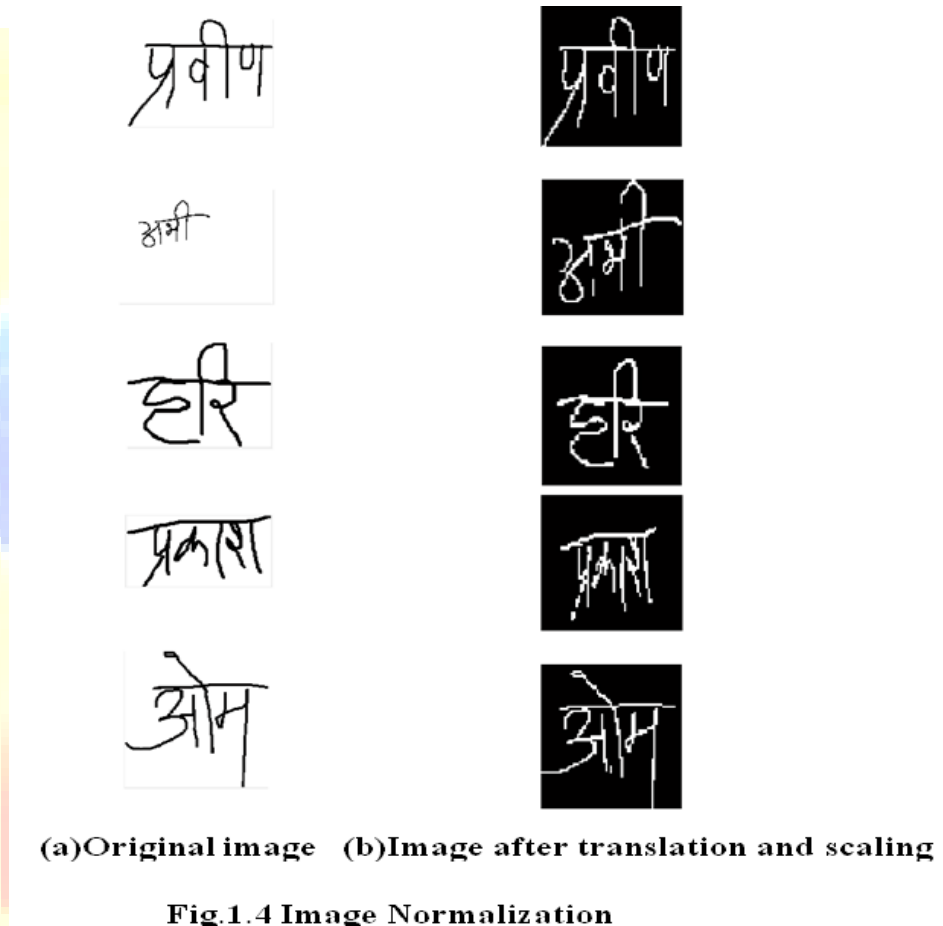 प्रवीण प्रवीण
अभी अभी
हरि हरि
प्रकाश प्रकाश
ओम ओम
(a)Original image (b)Image after translation and scaling
Fig.1.4 Image Normalization